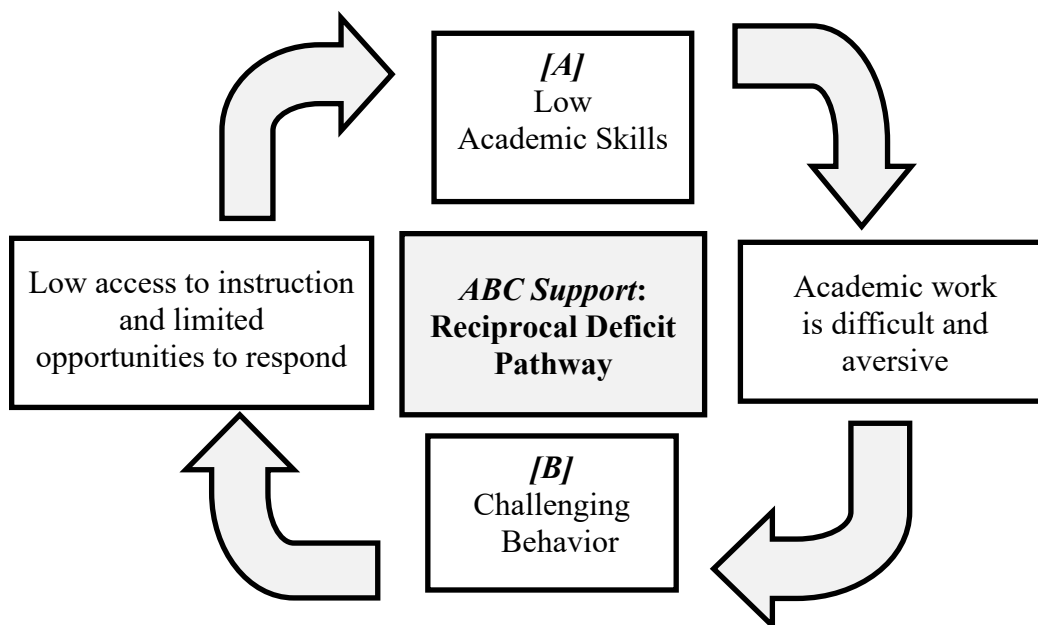 [A]
Low
Academic Skills
Low access to instruction
and limited
opportunities to respond
ABC Support:
Reciprocal Deficit
Pathway
Academic work
is difficult and
aversive
[B]
Challenging
Behavior